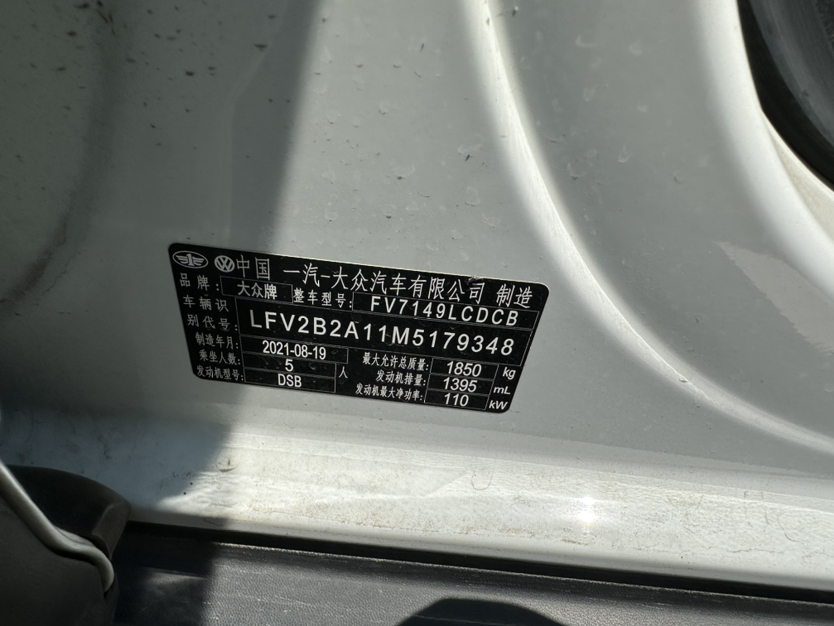 中国 一汽-大众汽车有限公司 制造
品牌: 大众牌 整车型号: FV7149LCDCB
车辆识别代号: LFV2B2A11M5179348
制造年月: 2021-08-19 最大允许总质量: 1850 kg
乘坐人数: 5 人 发动机排量: 1395 mL
发动机型号: DSB 发动机最大净功率: 110 kW